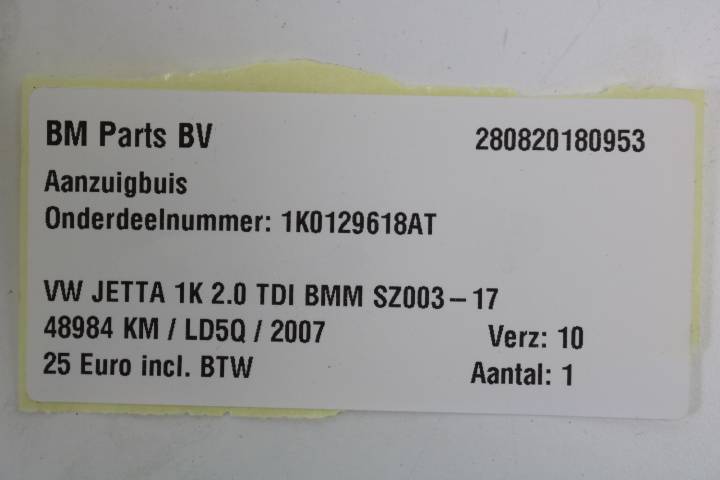 BM Parts BV 280820180953
Aanzuigbuis
Onderdeelnummer: 1K0129618AT
VW JETTA 1K 2.0 TDI BMM SZ003-17
48984 KM / LD5Q / 2007 Verz: 10
25 Euro incl. BTW Aantal: 1